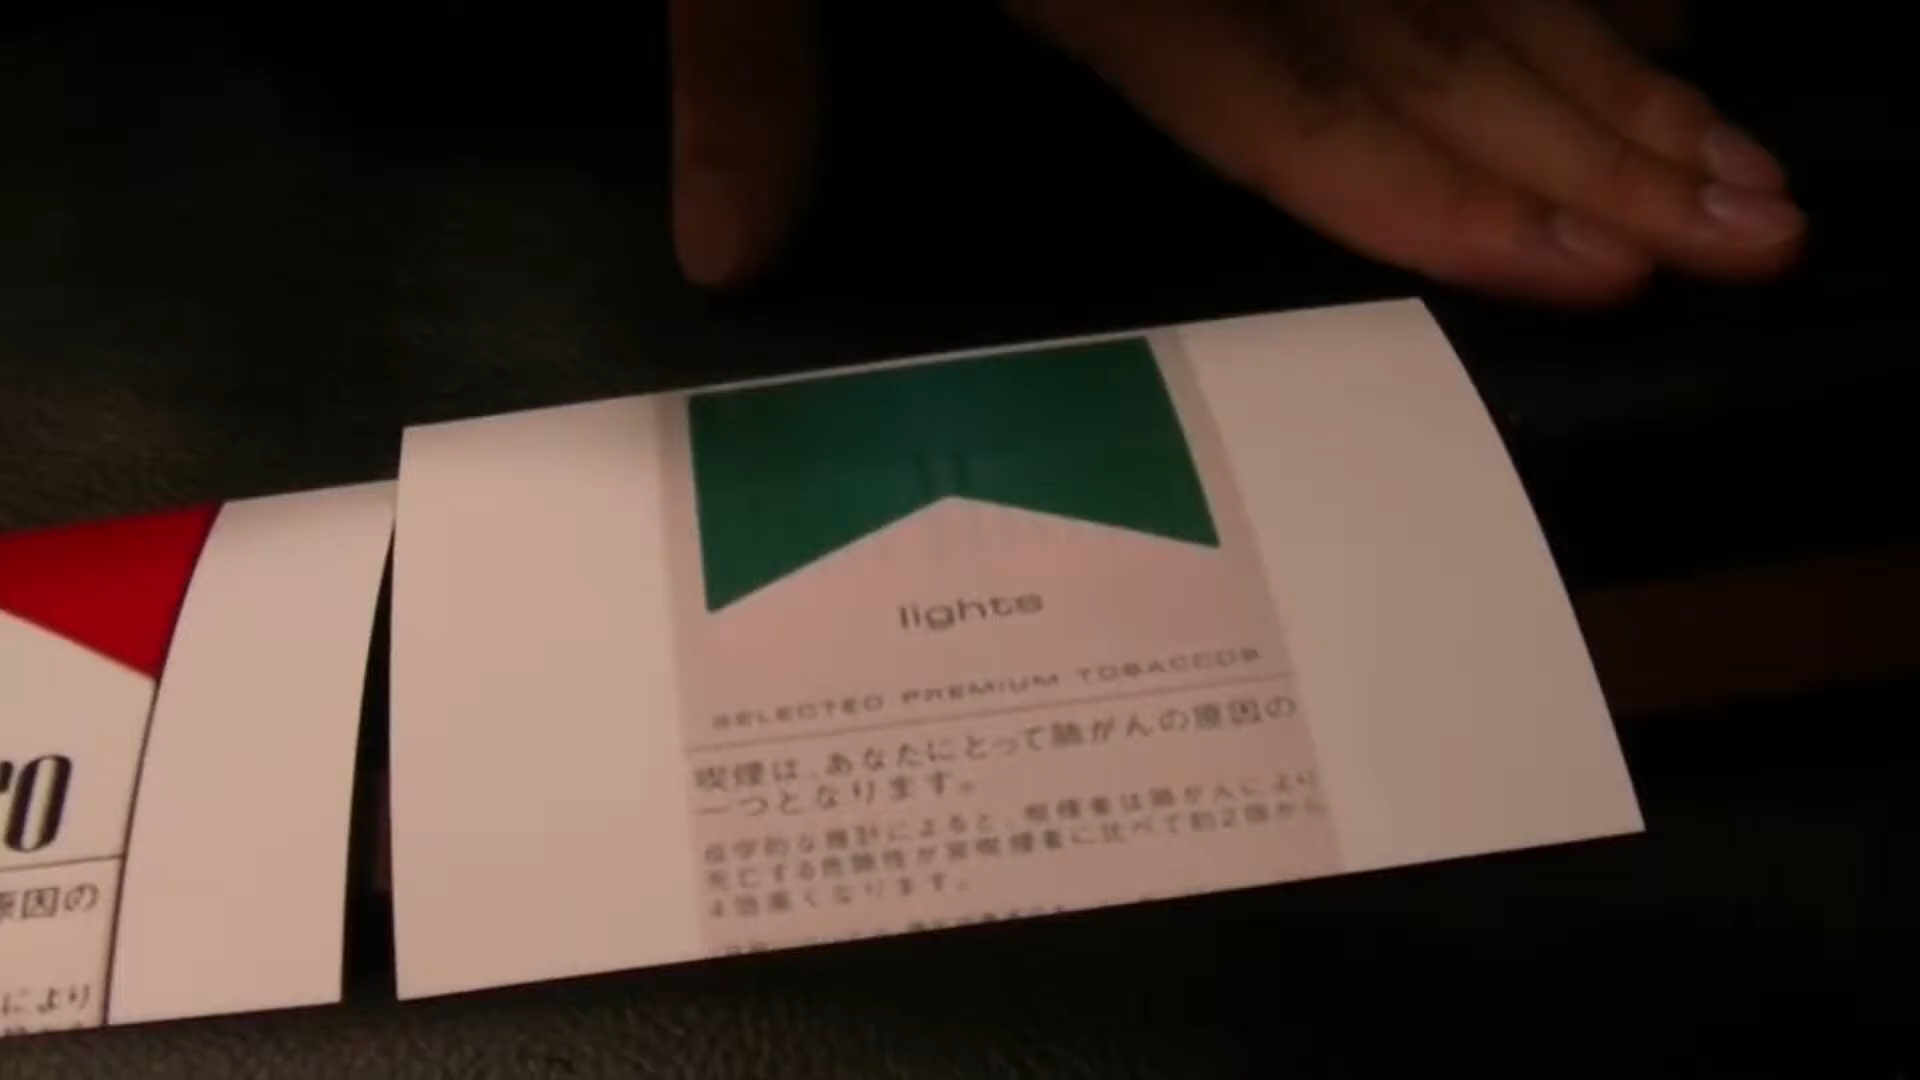 lights
SELECTED PREMIUM TOBACCOS
喫煙は、あなたにとって肺がんの原因の
一つとなります。
疫学的な推計によると、喫煙者は肺がんにより
死亡する危険性が非喫煙者に比べて約2倍から
4倍高くなります。
ro
原因の
により